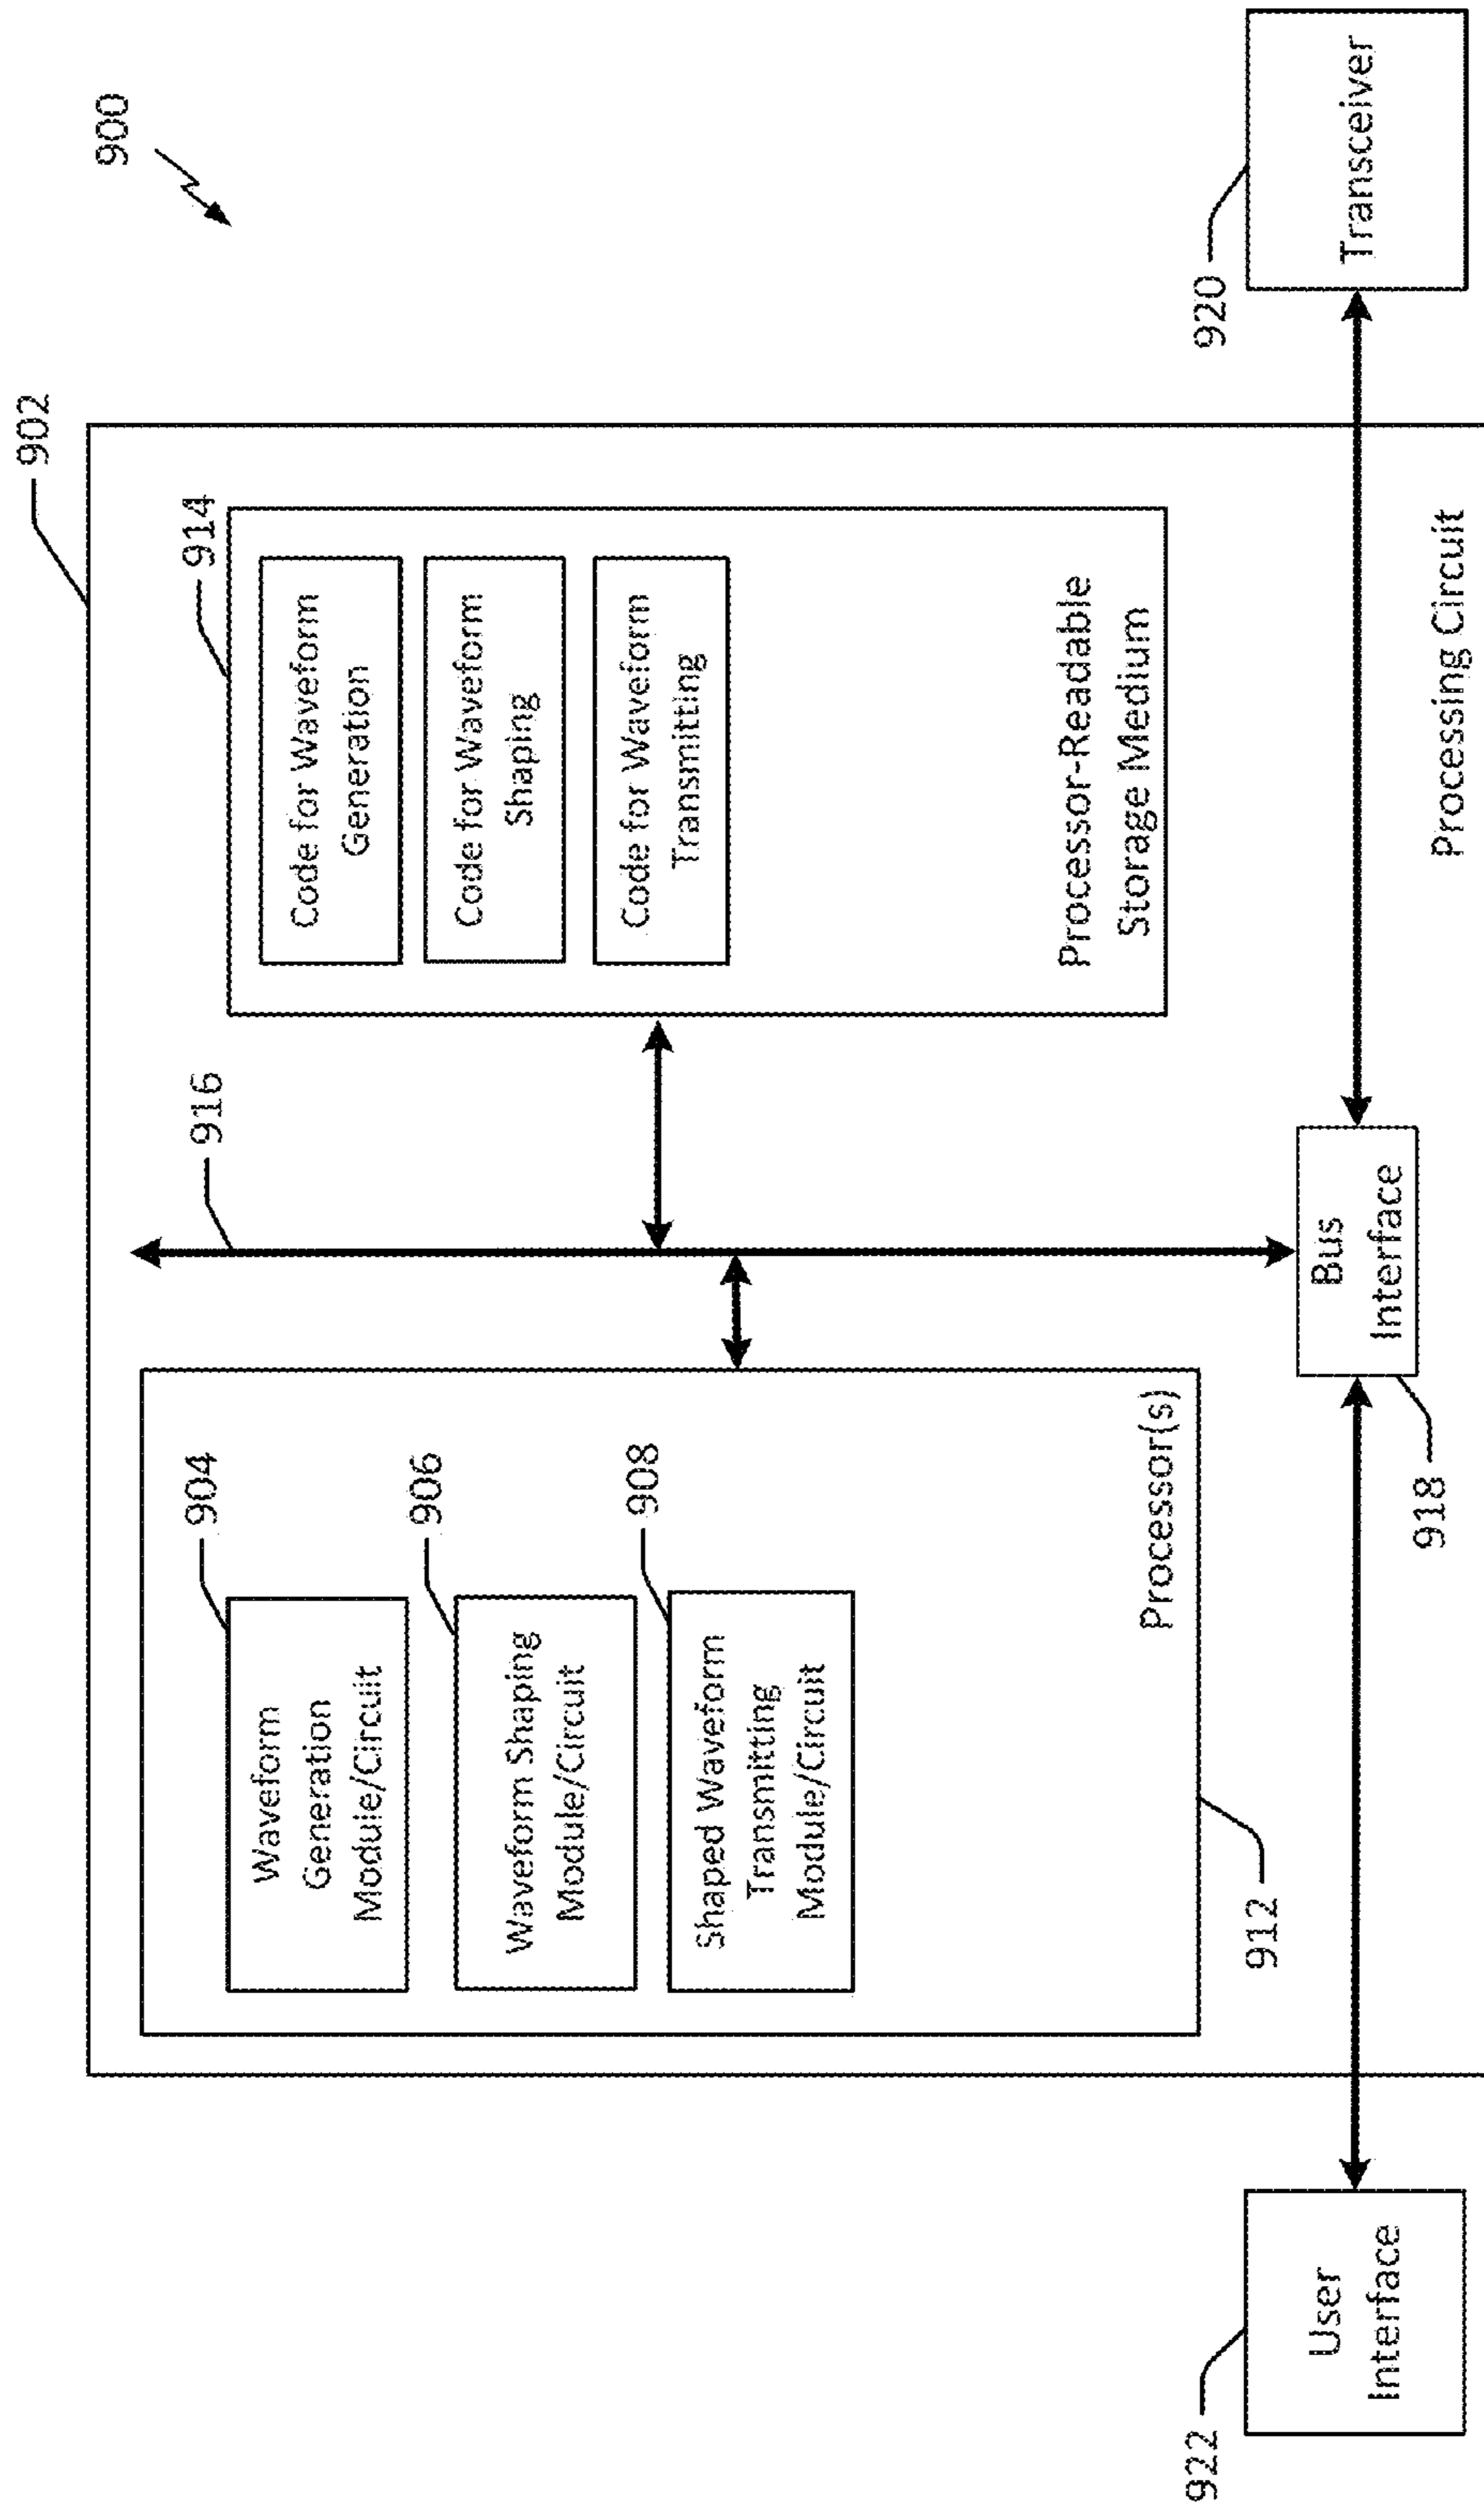 900
902
904
Waveform
Generation
Module/Circuit
906
Waveform Shaping
Module/Circuit
908
Shaped Waveform
Transmitting
Module/Circuit
Processor(s)
912
916
914
Code for Waveform
Generation
Code for Waveform
Shaping
Code for Waveform
Transmitting
Processor-Readable
Storage Medium
922
User
Interface
Bus
Interface
918
Processing Circuit
920
Transceiver